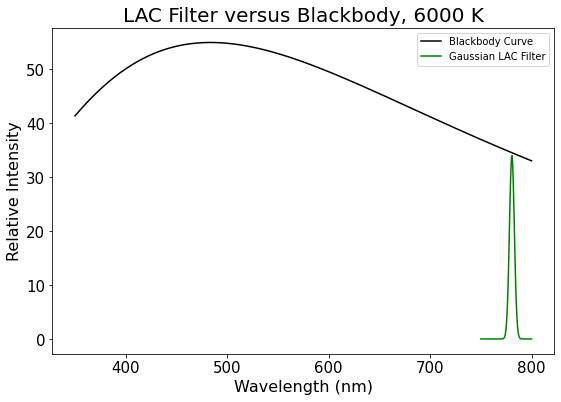 LAC Filter versus Blackbody, 6000 K
Blackbody Curve
Gaussian LAC Filter
Relative Intensity
50
40
30
20
10
0
400
500
600
700
800
Wavelength (nm)